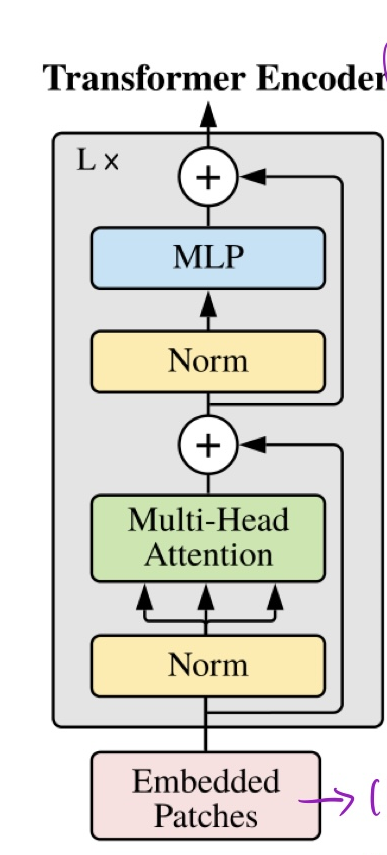 Transformer Encoder
L ×
+
MLP
Norm
+
Multi-Head
Attention
Norm
Embedded
Patches